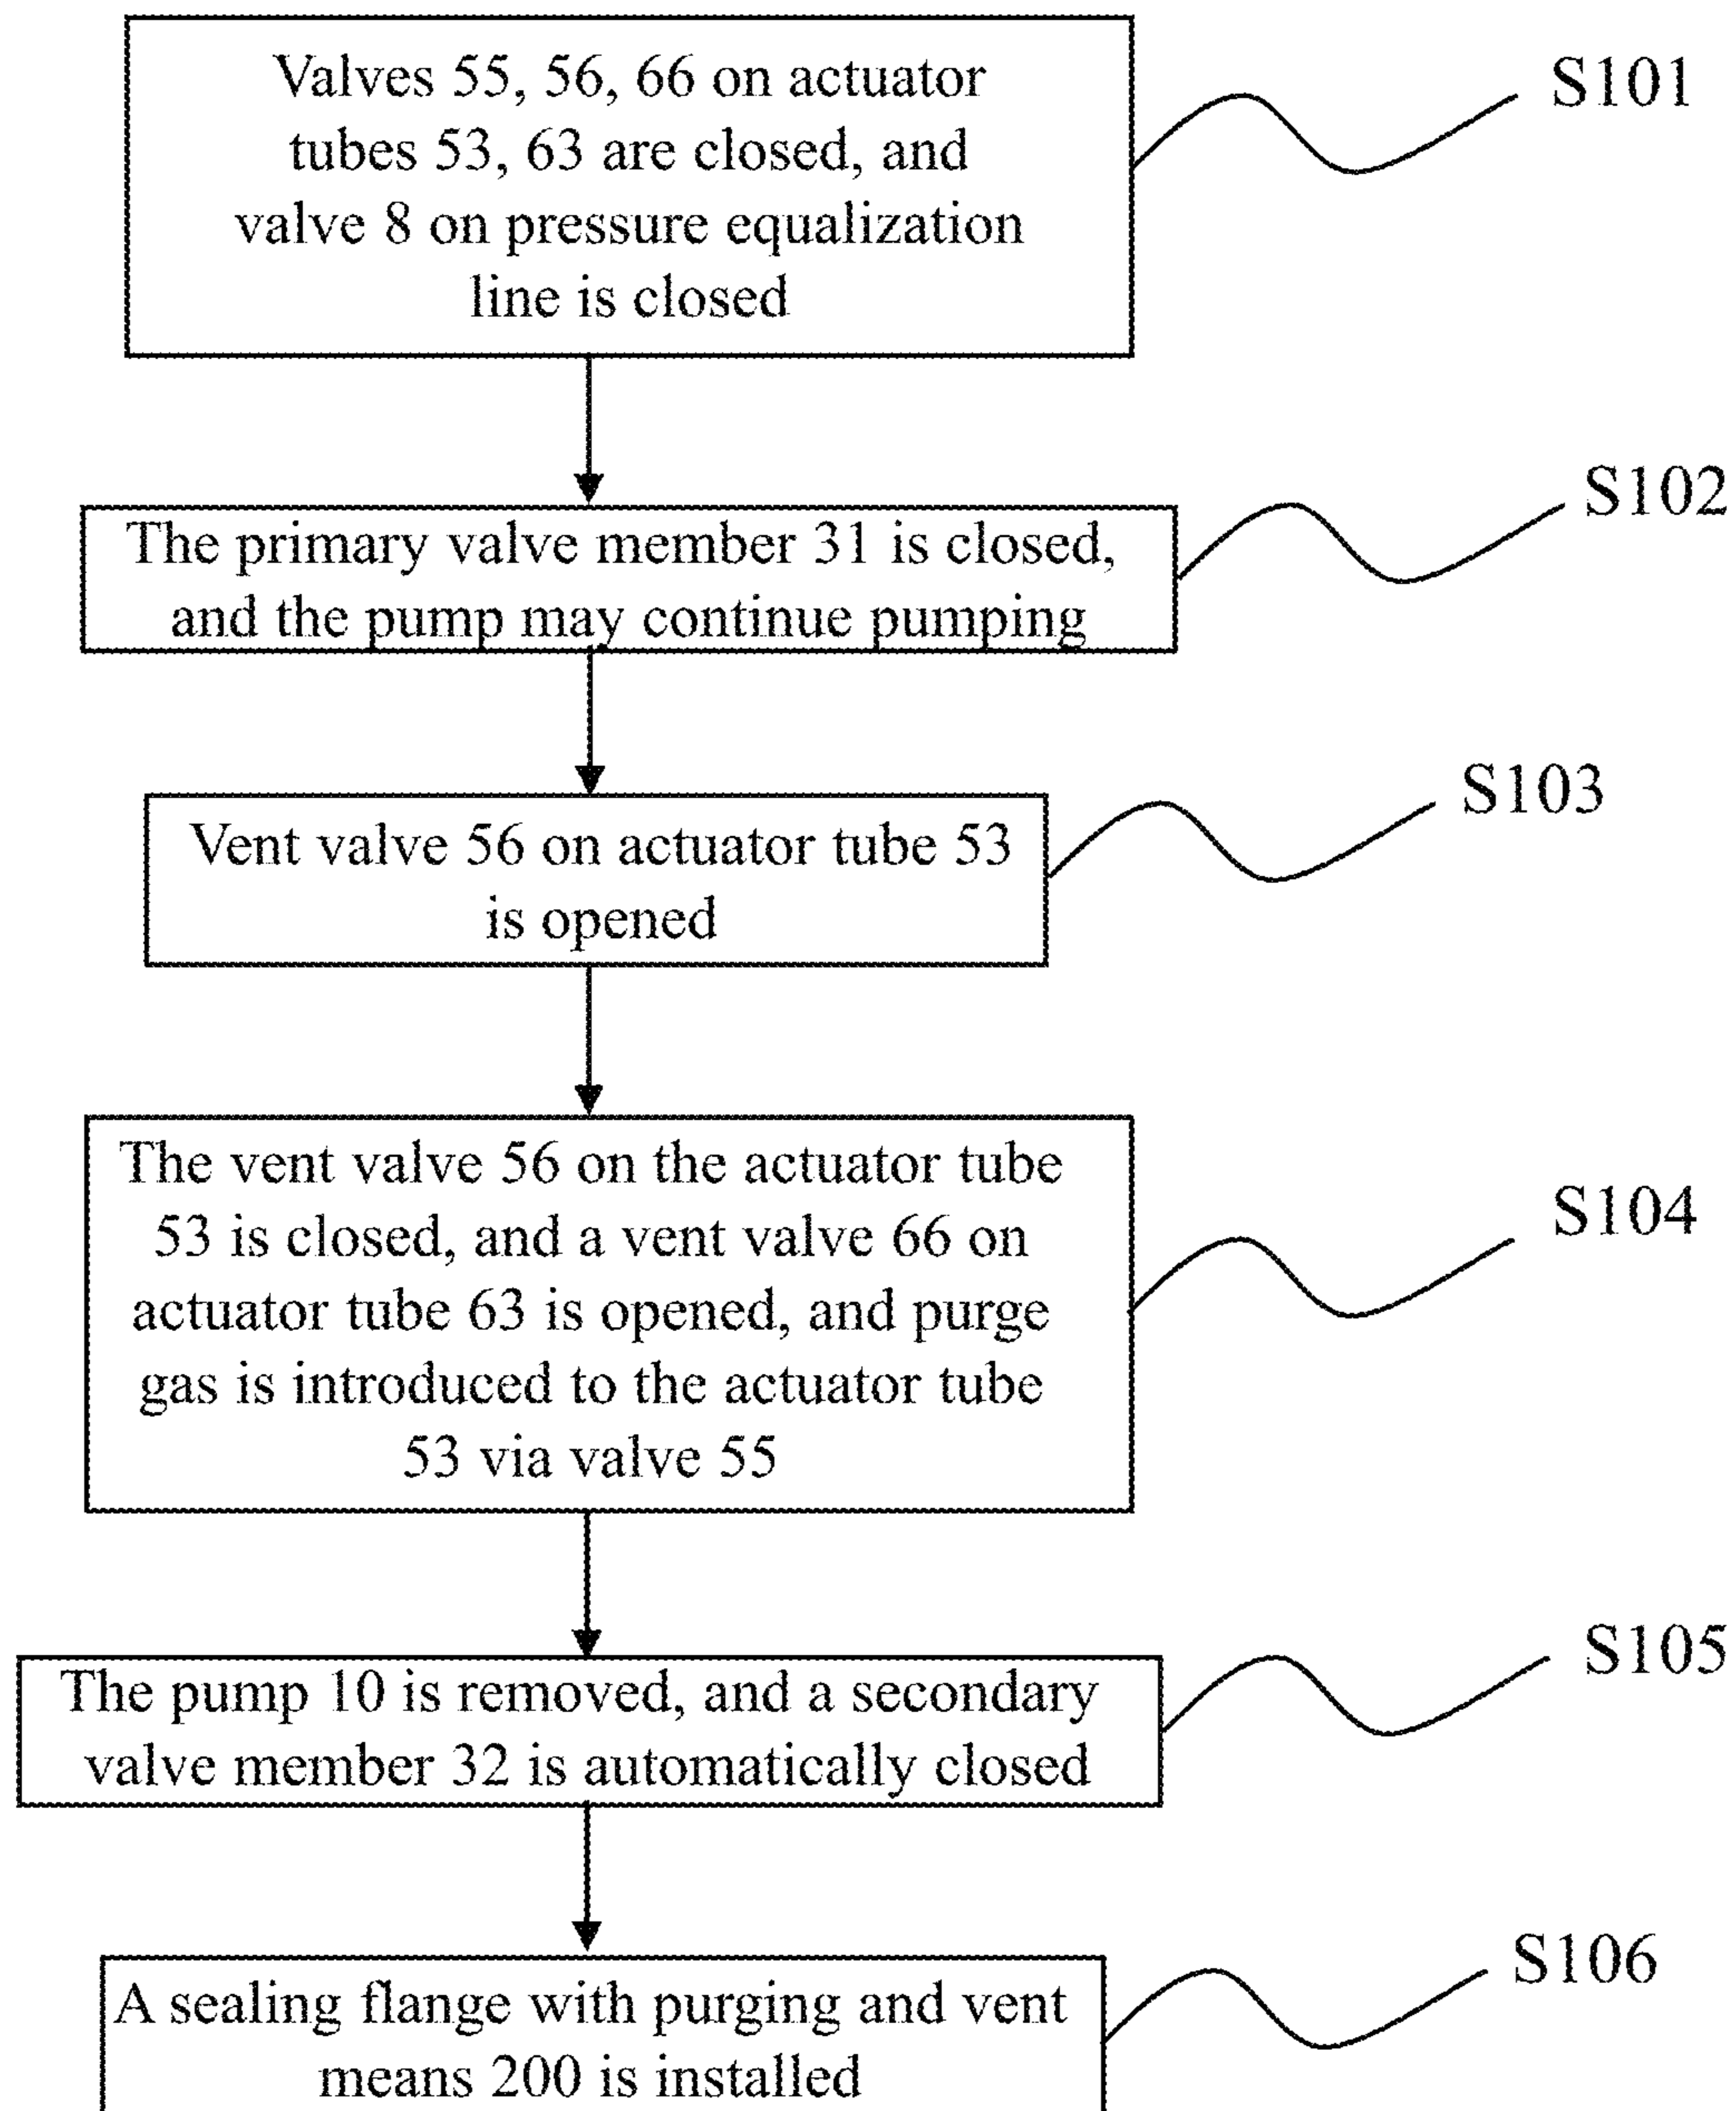 Valves 55, 56, 66 on actuator
tubes 53, 63 are closed, and
valve 8 on pressure equalization
line is closed
S101
The primary valve member 31 is closed,
and the pump may continue pumping
S102
Vent valve 56 on actuator tube 53
is opened
S103
The vent valve 56 on the actuator tube
53 is closed, and a vent valve 66 on
actuator tube 63 is opened, and purge
gas is introduced to the actuator tube
53 via valve 55
S104
The pump 10 is removed, and a secondary
valve member 32 is automatically closed
S105
A sealing flange with purging and vent
means 200 is installed
S106